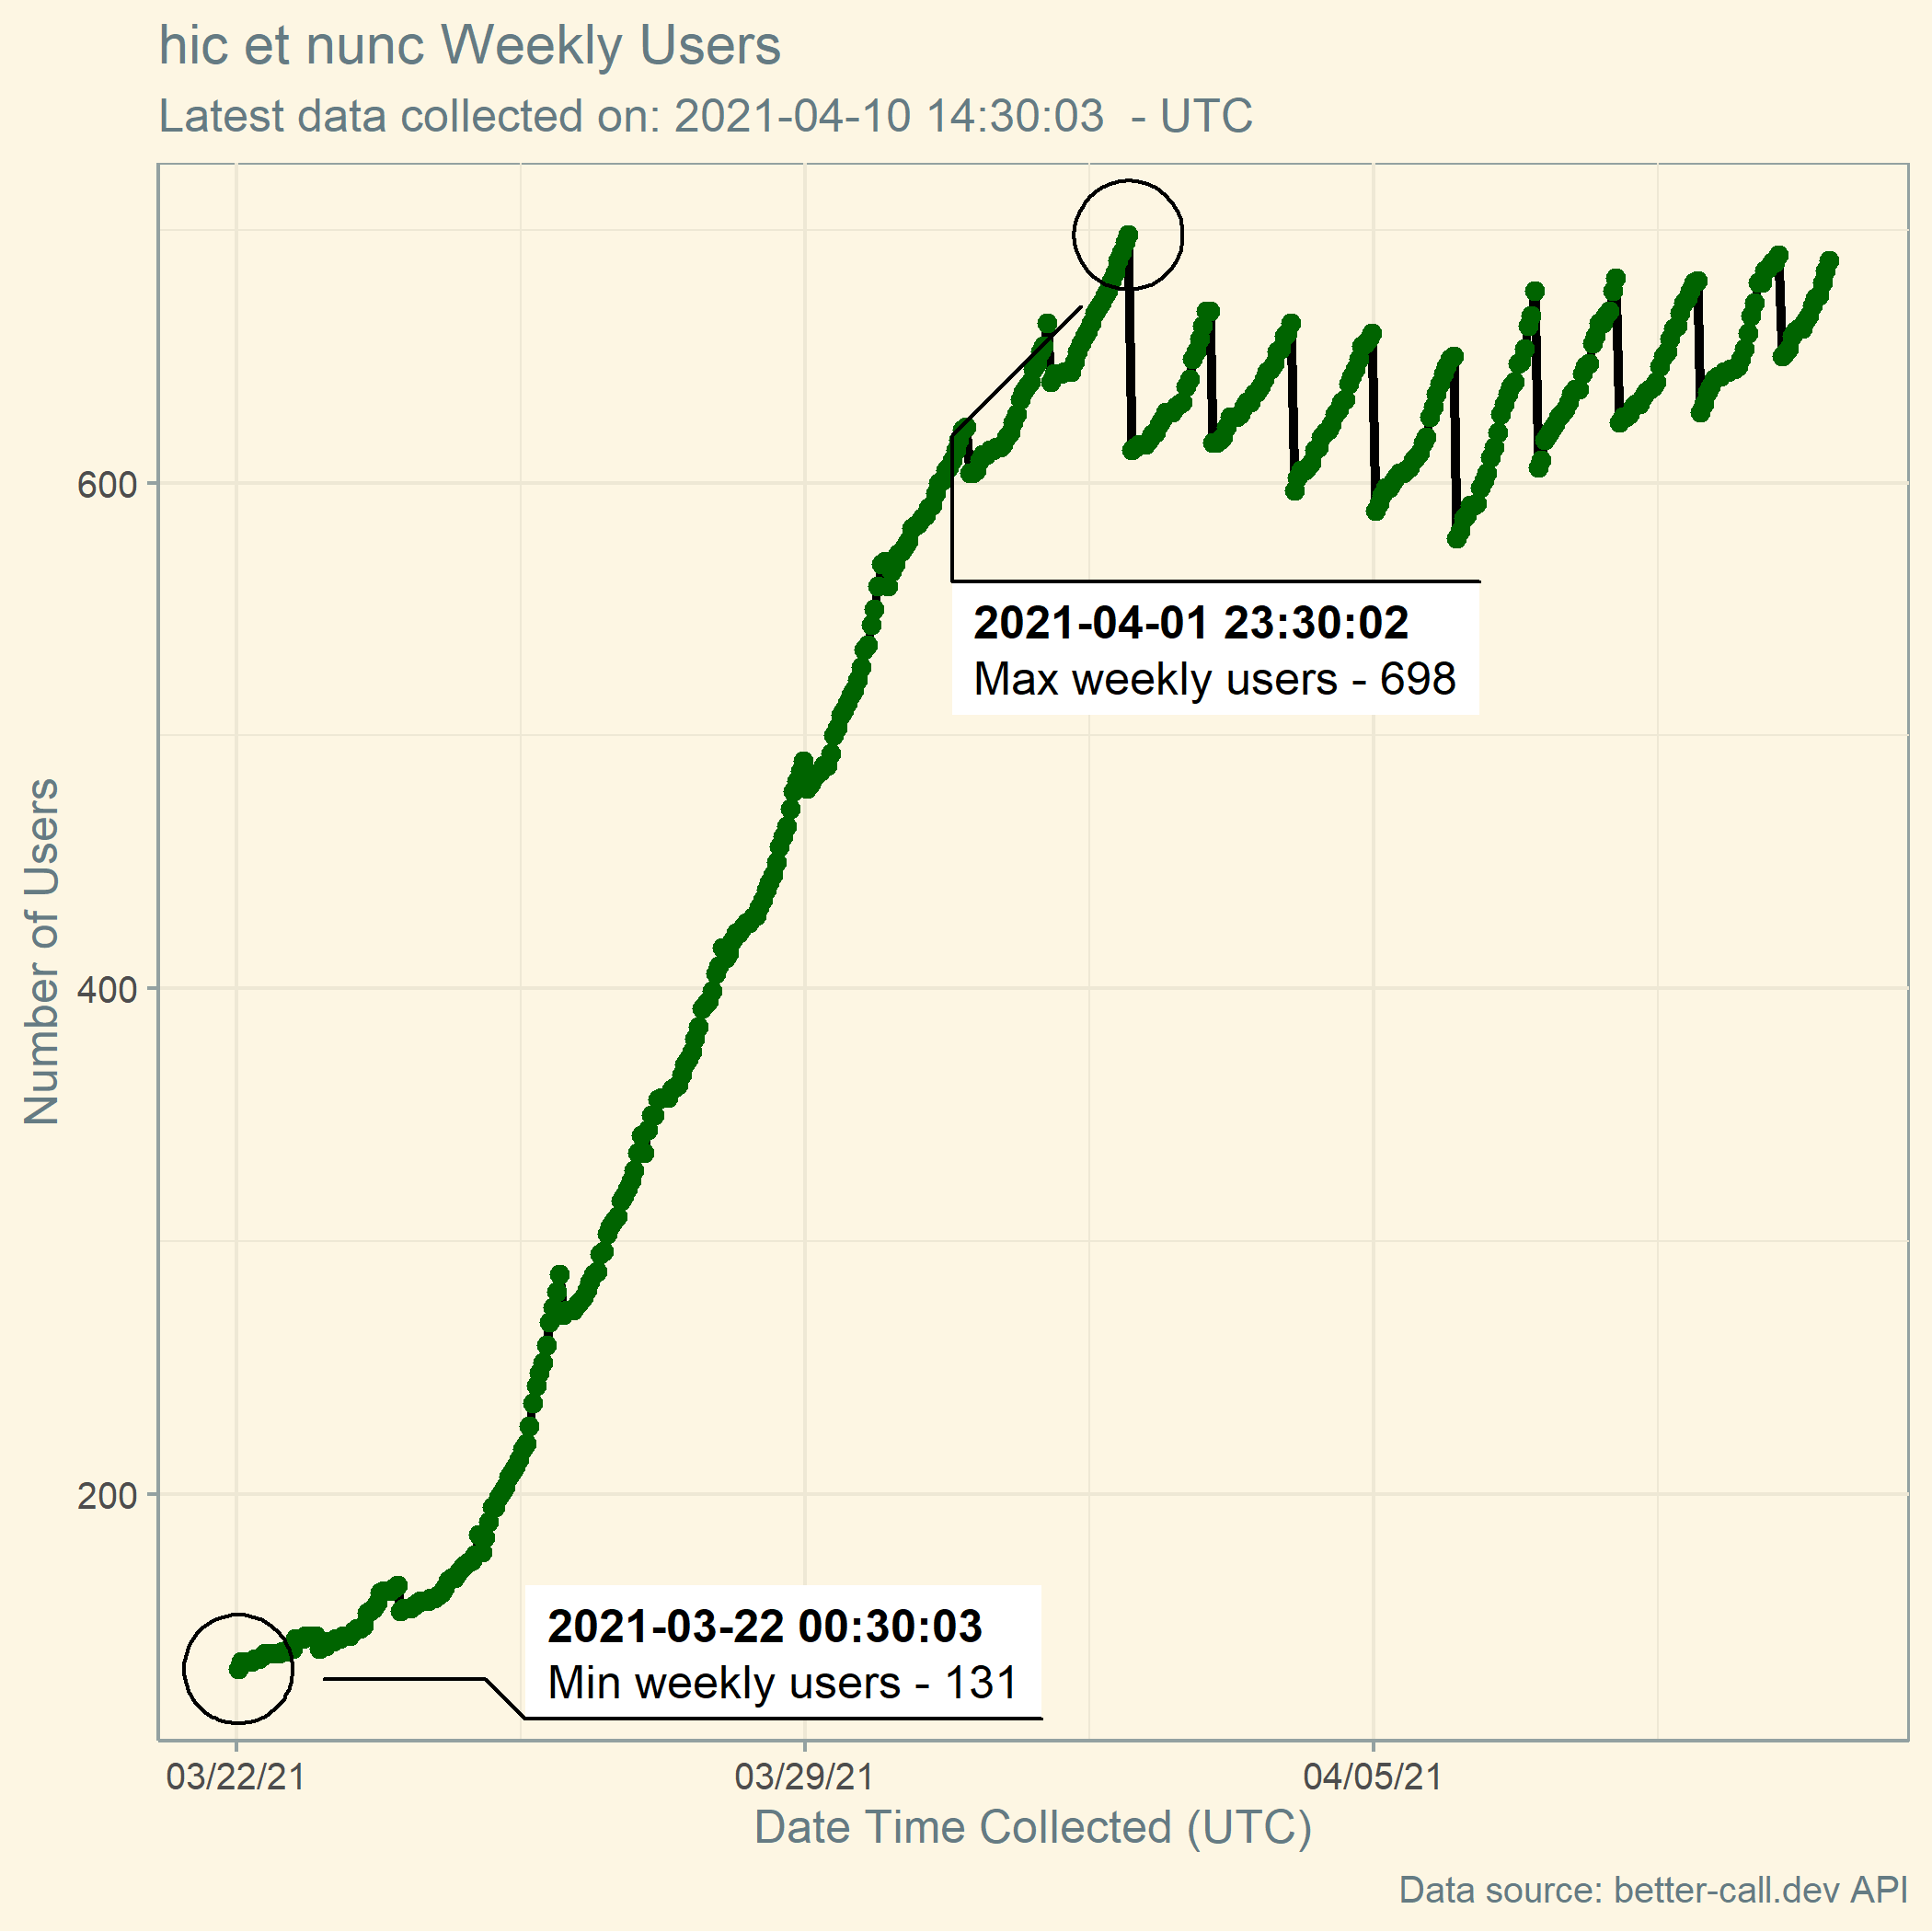 hic et nunc Weekly Users
Latest data collected on: 2021-04-10 14:30:03 - UTC
Number of Users
600
400
200
2021-04-01 23:30:02
Max weekly users - 698
2021-03-22 00:30:03
Min weekly users - 131
03/22/21
03/29/21
04/05/21
Date Time Collected (UTC)
Data source: better-call.dev API